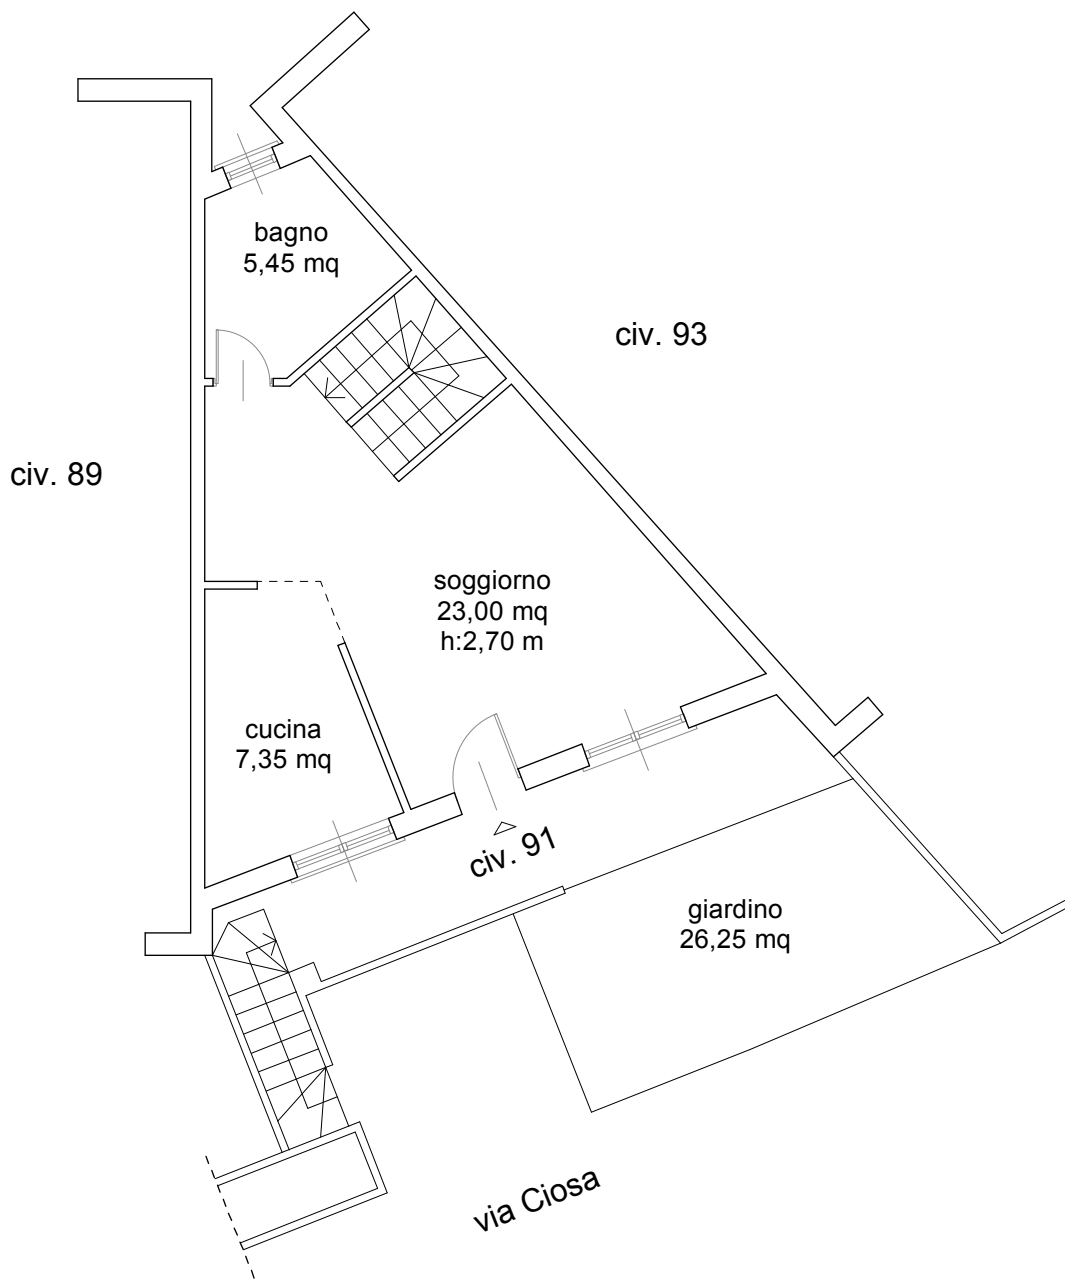 bagno
5,45 mq
civ. 93
civ. 89
soggiorno
23,00 mq
h:2,70 m
cucina
7,35 mq
civ. 91
giardino
26,25 mq
via Ciosa